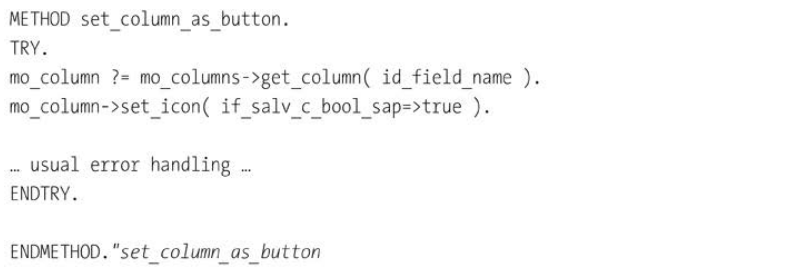 METHOD set_column_as_button.
TRY.
mo_column ?= mo_columns->get_column( id_field_name ).
mo_column->set_icon( if_salv_c_bool_sap=>true ).
… usual error handling …
ENDTRY.
ENDMETHOD."set_column_as_button